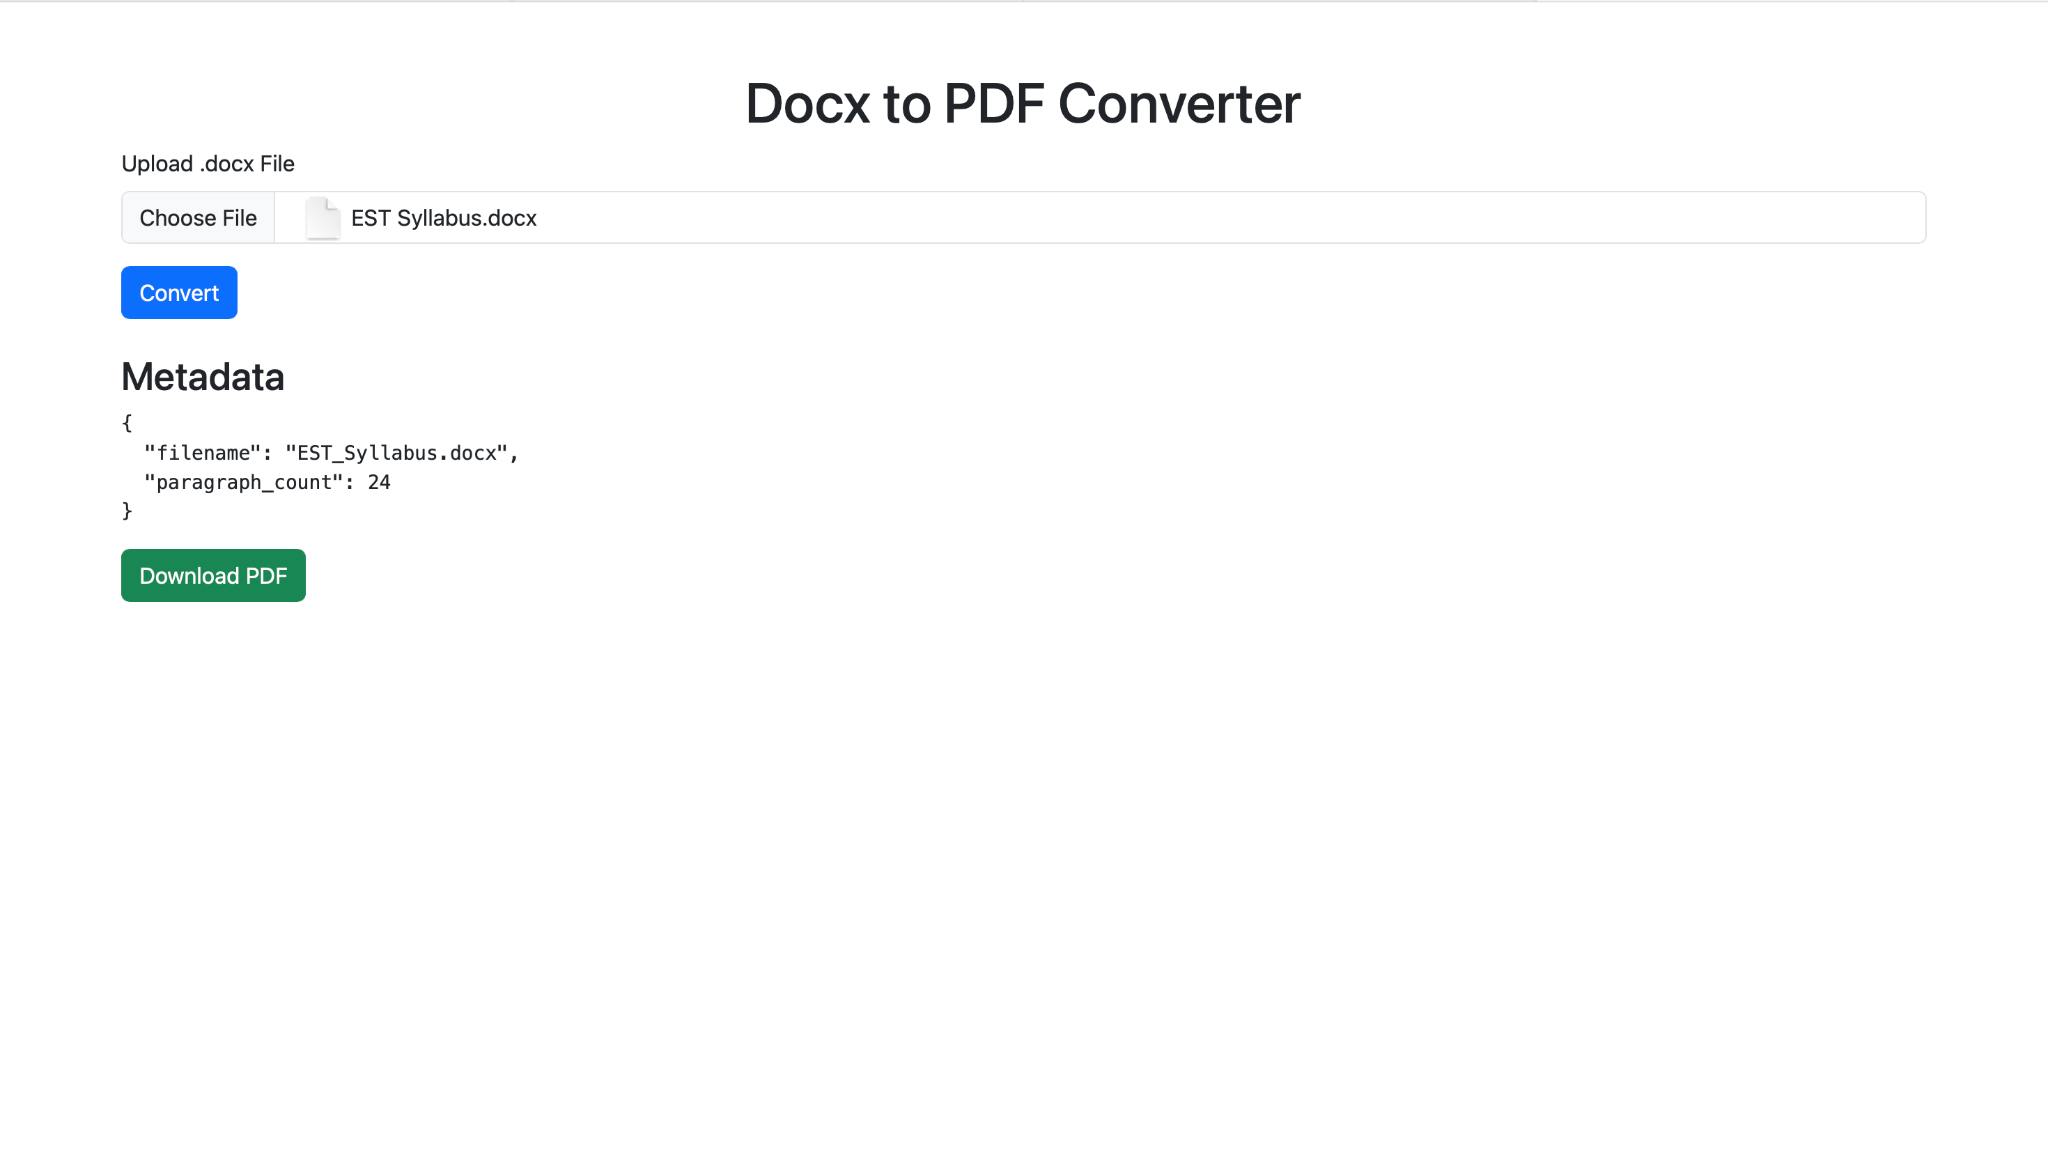 Docx to PDF Converter
Upload .docx File
Choose File EST Syllabus.docx
Convert
Metadata
{
  "filename": "EST_Syllabus.docx",
  "paragraph_count": 24
}
Download PDF